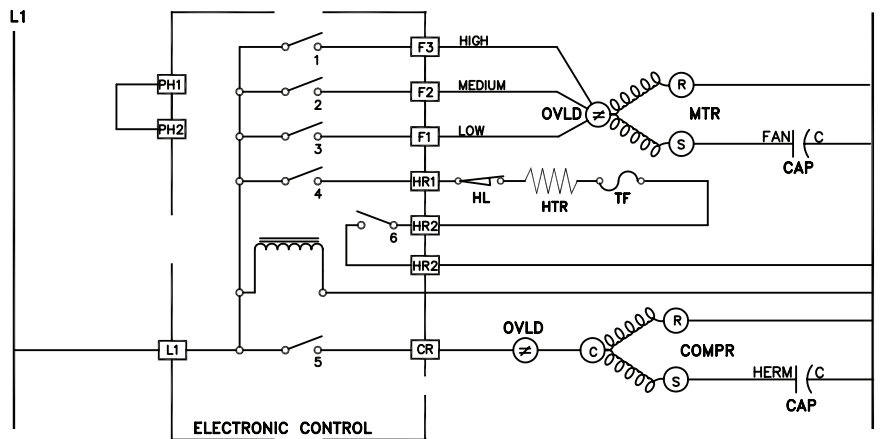 L1
F3 HIGH
1
PH1
F2 MEDIUM
OVLD ≠ R MTR
2
PH2
F1 LOW
3
S FAN C
CAP
HR1
4
HL HTR TF
6 HR2
HR2
OVLD R
L1 CR ≠ C COMPR
5
S HERM C
CAP
ELECTRONIC CONTROL